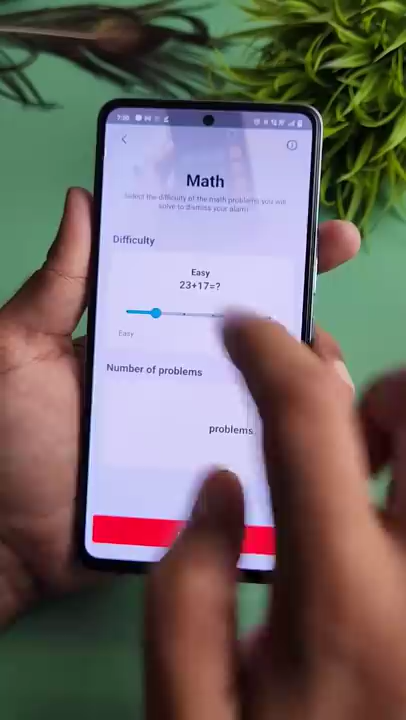 Math
Select the difficulty of the math problems you will
solve to dismiss your alarm
Difficulty
Easy
23+17=?
Easy
Number of problems
problems